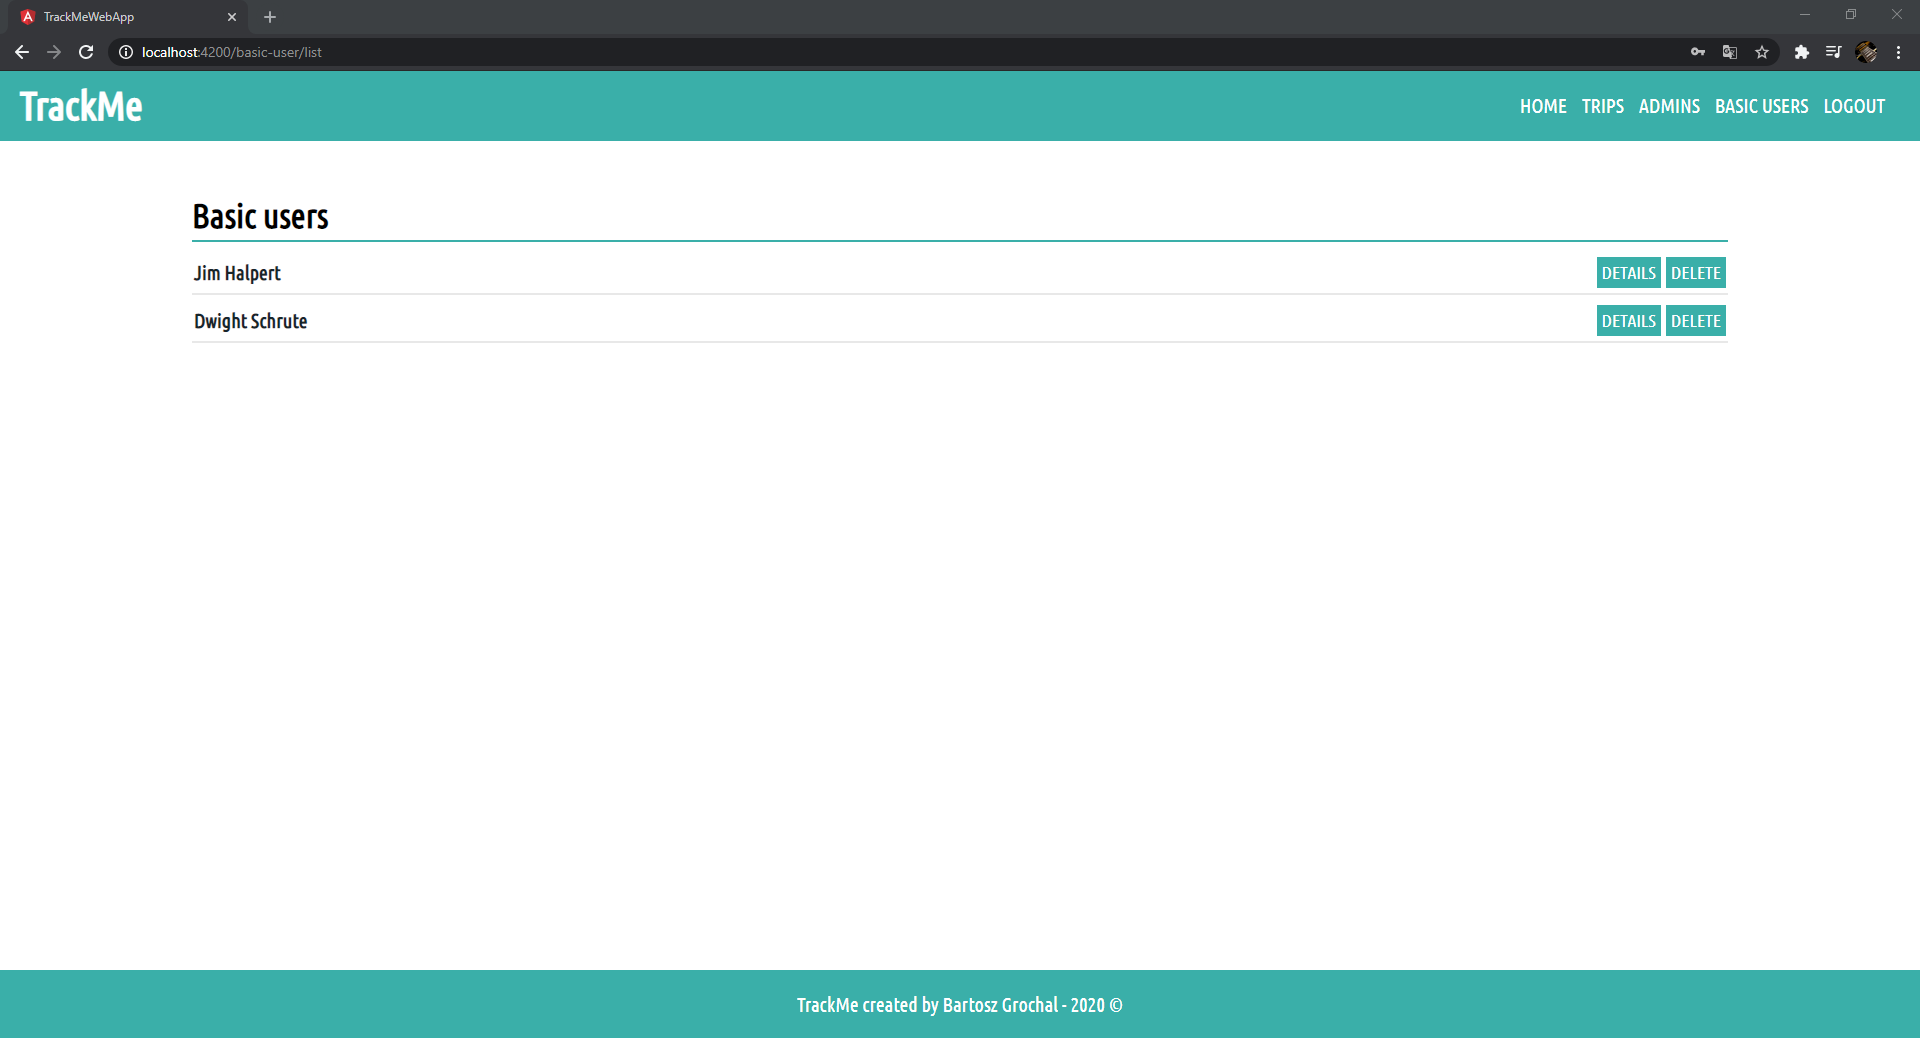 TrackMeWebApp
localhost:4200/basic-user/list
TrackMe
HOME TRIPS ADMINS BASIC USERS LOGOUT
Basic users
Jim Halpert DETAILS DELETE
Dwight Schrute DETAILS DELETE
TrackMe created by Bartosz Grochal - 2020 ©